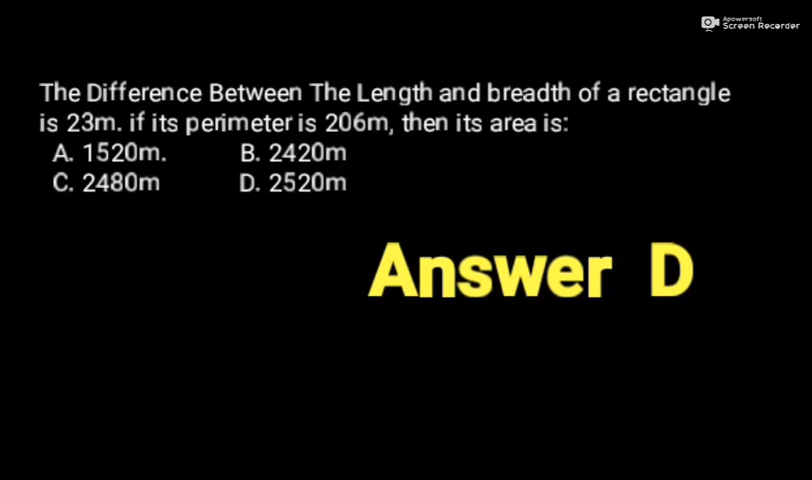 Apowersoft
Screen Recorder
The Difference Between The Length and breadth of a rectangle
is 23m. if its perimeter is 206m, then its area is:
A. 1520m. B. 2420m
C. 2480m D. 2520m
Answer D